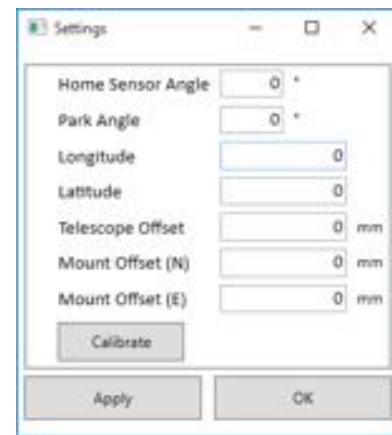 Settings
Home Sensor Angle 0 °
Park Angle 0 °
Longitude 0
Latitude 0
Telescope Offset 0 mm
Mount Offset (N) 0 mm
Mount Offset (E) 0 mm
Calibrate
Apply OK